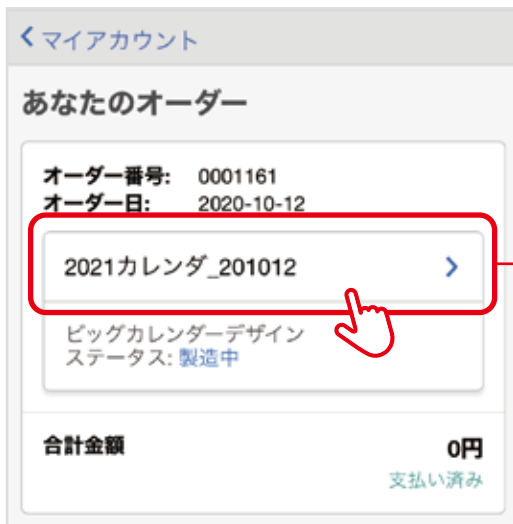 マイアカウント
あなたのオーダー
オーダー番号: 0001161
オーダー日: 2020-10-12
2021カレンダ_201012
ビッグカレンダーデザイン
ステータス: 製造中
合計金額 0円
支払い済み